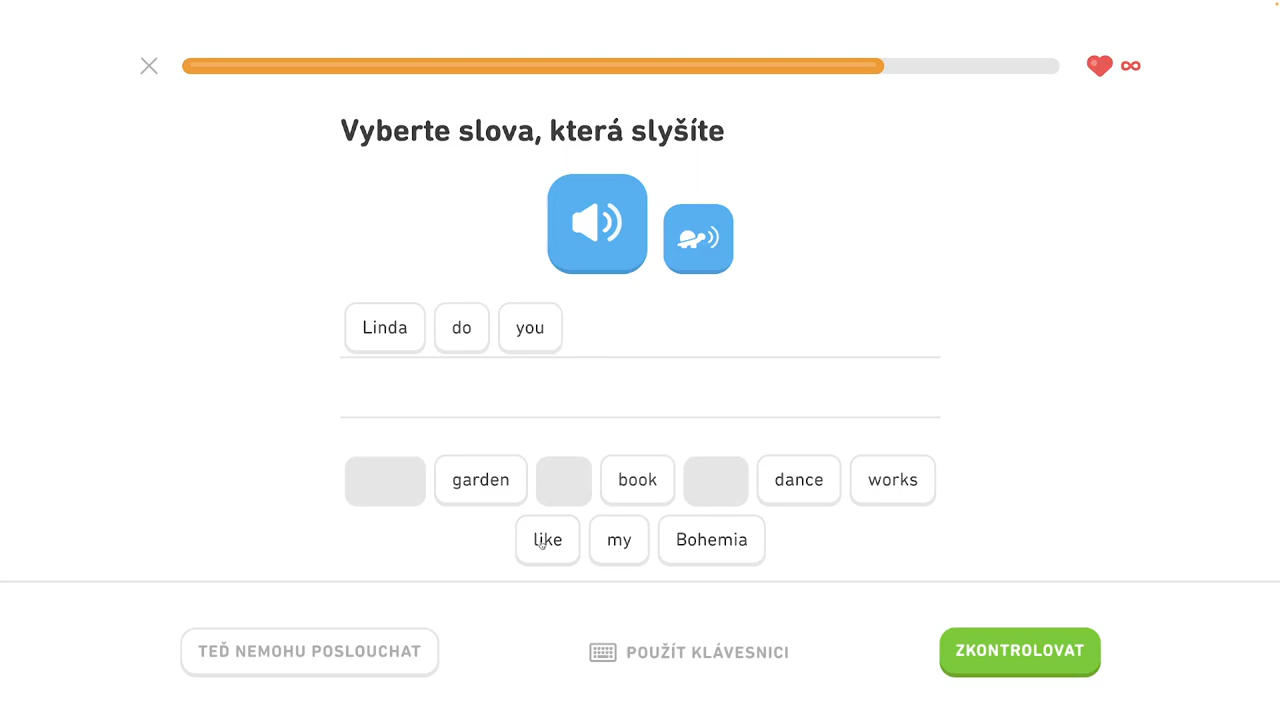 Vyberte slova, která slyšíte
Linda do you
garden book dance works
like my Bohemia
TEĎ NEMOHU POSLOUCHAT POUŽÍT KLÁVESNICI ZKONTROLOVAT